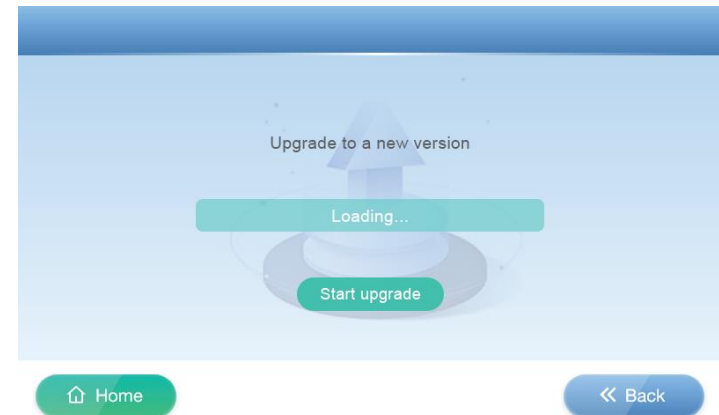 Upgrade to a new version
Loading...
Start upgrade
Home
Back